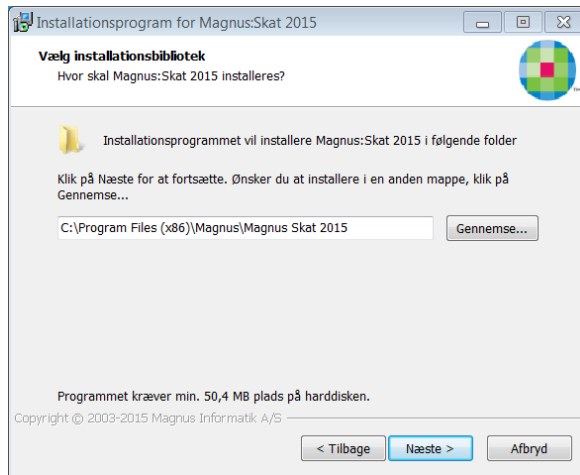 Installationsprogram for Magnus:Skat 2015
Vælg installationsbibliotek
Hvor skal Magnus:Skat 2015 installeres?
TM
Installationsprogrammet vil installere Magnus:Skat 2015 i følgende folder
Klik på Næste for at fortsætte. Ønsker du at installere i en anden mappe, klik på
Gennemse...
C:\Program Files (x86)\Magnus\Magnus Skat 2015
Gennemse...
Programmet kræver min. 50,4 MB plads på harddisken.
Copyright © 2003-2015 Magnus Informatik A/S
< Tilbage
Næste >
Afbryd